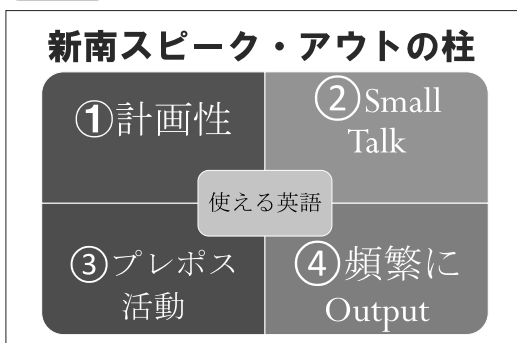 新南スピーク・アウトの柱
①計画性
②Small
Talk
使える英語
③プレポス
活動
④頻繁に
Output